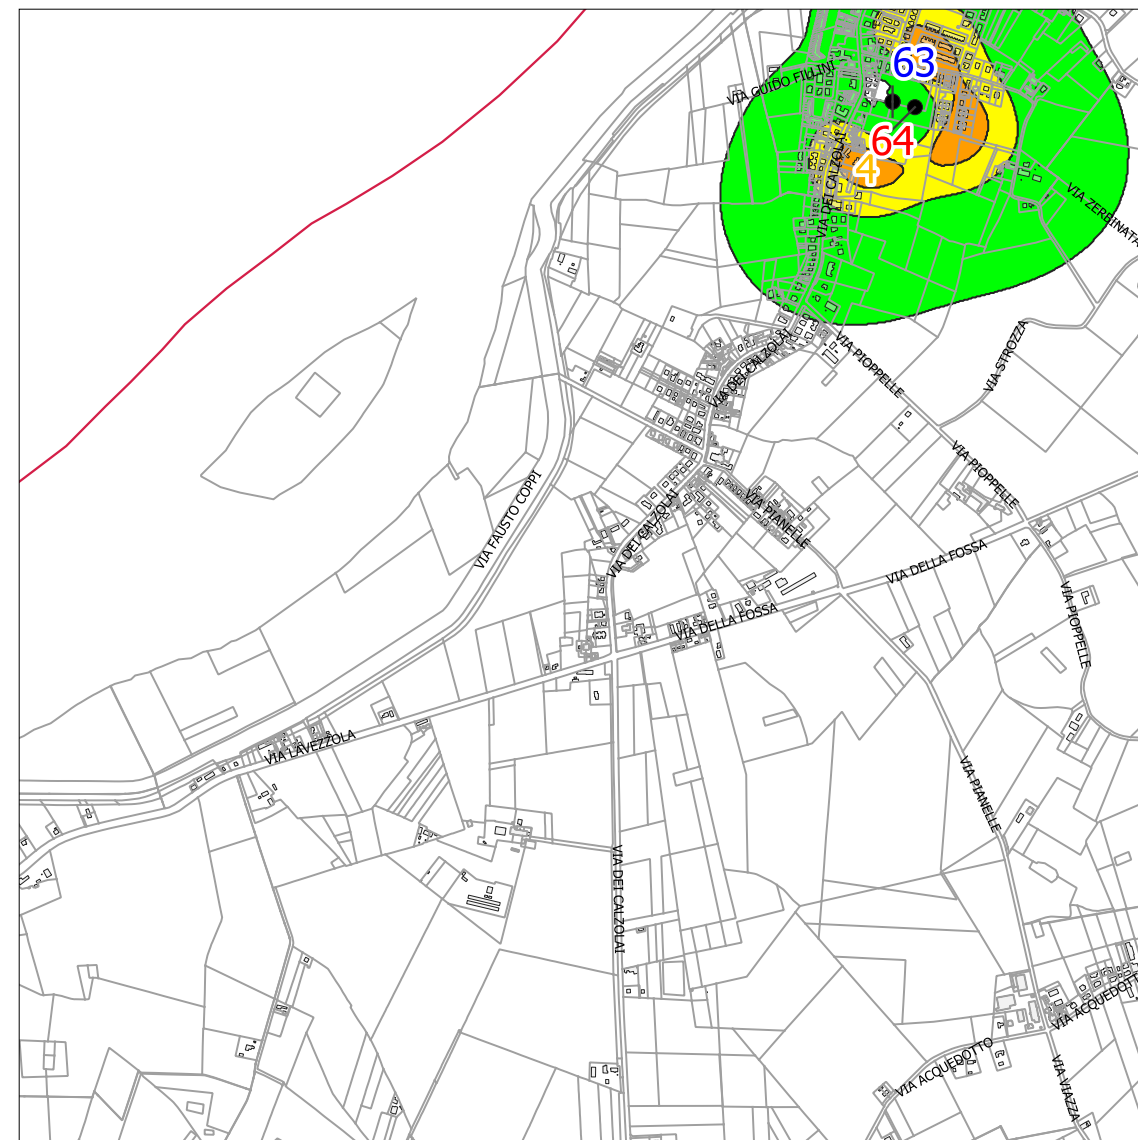 63
VIA GUIDO FIILINI
64
4
VIA DEI CALZOLAI
VIA ZERBINATA
VIA PIOPPELLE
VIA STROZZA
VIA DEI CALZOLAI
VIA PIOPPELLE
VIA FAUSTO COPPI
VIA DEI CALZOLAI
VIA PIANELLE
VIA DELLA FOSSA
VIA DELLA FOSSA
VIA PIOPPELLE
VIA LAVEZZOLA
VIA PIANELLE
VIA DEI CALZOLAI
VIA ACQUEDOTT
VIA ACQUEDOTTO
VIA VIAZZA